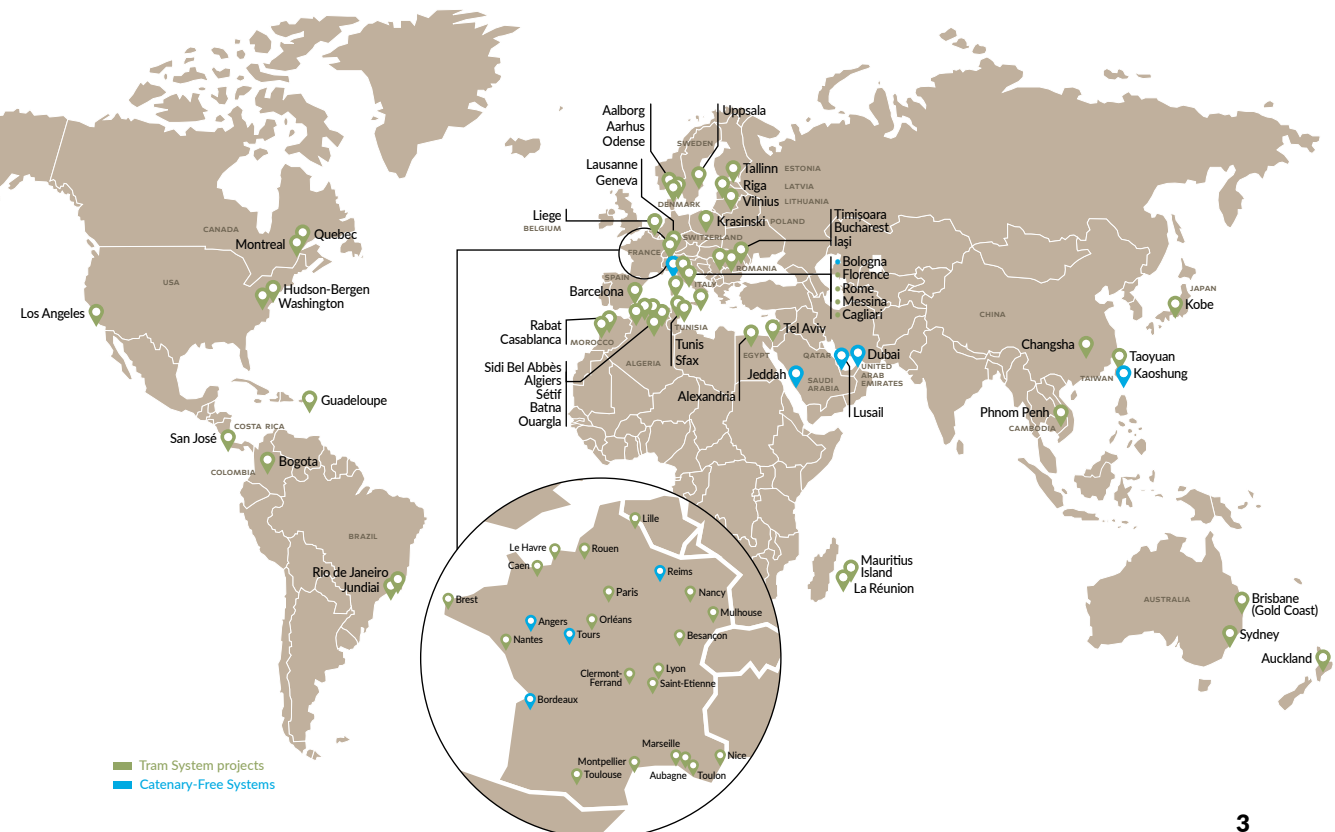 Aalborg
Aarhus
Odense
Uppsala
SWEDEN
Lausanne
Geneva
Tallinn
ESTONIA
Riga
LATVIA
Vilnius
LITHUANIA
DENMARK
Liege
BELGIUM
Krasinski
POLAND
SWITZERLAND
FRANCE
Timişoara
Bucharest
Iaşi
ROMANIA
Bologna
Florence
Rome
Messina
Cagliari
SPAIN
ITALY
Barcelona
CANADA
Montreal
Quebec
USA
Hudson-Bergen
Washington
Los Angeles
Rabat
Casablanca
MOROCCO
TUNISIA
Tunis
Sfax
ALGERIA
Sidi Bel Abbès
Algiers
Sétif
Batna
Ouargla
EGYPT
Tel Aviv
Alexandria
Jeddah
SAUDI
ARABIA
QATAR
Dubai
UNITED
ARAB
EMIRATES
Lusail
CHINA
JAPAN
Kobe
Changsha
Taoyuan
Kaoshung
TAIWAN
Phnom Penh
CAMBODIA
Guadeloupe
San José
COSTA RICA
Bogota
COLOMBIA
BRAZIL
Rio de Janeiro
Jundiai
Mauritius
Island
La Réunion
AUSTRALIA
Brisbane
(Gold Coast)
Sydney
Auckland
Lille
Le Havre
Rouen
Caen
Reims
Brest
Paris
Nancy
Mulhouse
Angers
Orléans
Nantes
Tours
Besançon
Clermont-
Ferrand
Lyon
Saint-Etienne
Bordeaux
Marseille
Nice
Montpellier
Toulouse
Aubagne
Toulon
Tram System projects
Catenary-Free Systems
3